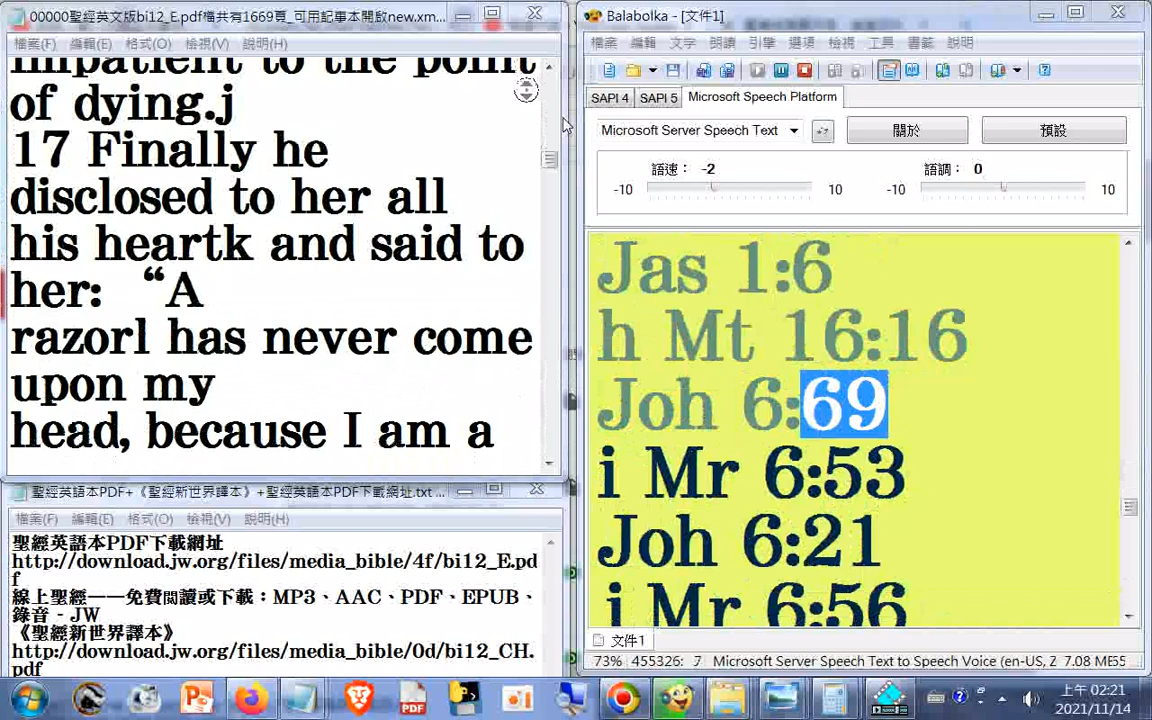 00000聖經英文版bi12_E.pdf檔共有1669頁_可用記事本開啟new.xm...
檔案(F) 編輯(E) 格式(O) 檢視(V) 說明(H)
impatient to the point
of dying.j
17 Finally he
disclosed to her all
his heartk and said to
her: “A
razorl has never come
upon my
head, because I am a
聖經英語本PDF+《聖經新世界譯本》+聖經英語本PDF下載網址.txt ...
檔案(F) 編輯(E) 格式(O) 檢視(V) 說明(H)
聖經英語本PDF下載網址
http://download.jw.org/files/media_bible/4f/bi12_E.pd
f
線上聖經——免費閱讀或下載：MP3、AAC、PDF、EPUB、
錄音 - JW
《聖經新世界譯本》
http://download.jw.org/files/media_bible/0d/bi12_CH.
pdf
Balabolka - [文件1]
檔案 編輯 文字 朗讀 引擎 選項 檢視 工具 書籤 說明
SAPI 4 SAPI 5 Microsoft Speech Platform
Microsoft Server Speech Text 關於 預設
語速： -2 語調： 0
-10 10 -10 10
Jas 1:6
h Mt 16:16
Joh 6:69
i Mr 6:53
Joh 6:21
j Mr 6:56
文件1
73% 455326: 7 Microsoft Server Speech Text to Speech Voice (en-US, Z 7.08 ME
上午 02:21
2021/11/14